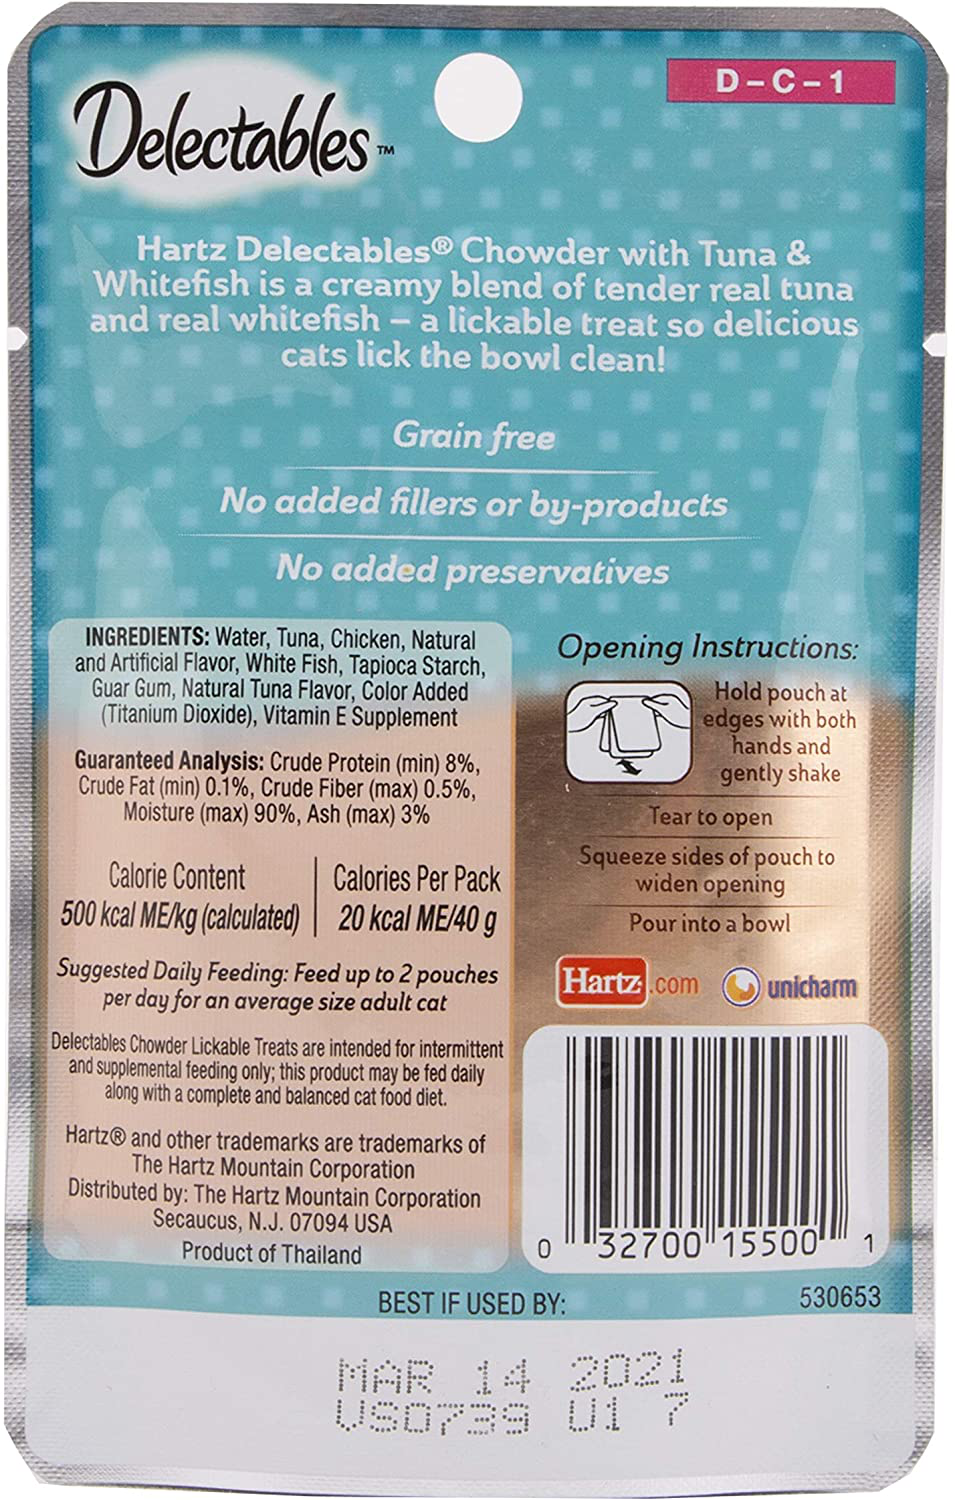 Delectables™
D-C-1
Hartz Delectables® Chowder with Tuna &
Whitefish is a creamy blend of tender real tuna
and real whitefish – a lickable treat so delicious
cats lick the bowl clean!
Grain free
No added fillers or by-products
No added preservatives
INGREDIENTS: Water, Tuna, Chicken, Natural
and Artificial Flavor, White Fish, Tapioca Starch,
Guar Gum, Natural Tuna Flavor, Color Added
(Titanium Dioxide), Vitamin E Supplement
Guaranteed Analysis: Crude Protein (min) 8%,
Crude Fat (min) 0.1%, Crude Fiber (max) 0.5%,
Moisture (max) 90%, Ash (max) 3%
Calorie Content
500 kcal ME/kg (calculated)
Calories Per Pack
20 kcal ME/40 g
Suggested Daily Feeding: Feed up to 2 pouches
per day for an average size adult cat
Delectables Chowder Lickable Treats are intended for intermittent
and supplemental feeding only; this product may be fed daily
along with a complete and balanced cat food diet.
Hartz® and other trademarks are trademarks of
The Hartz Mountain Corporation
Distributed by: The Hartz Mountain Corporation
Secaucus, N.J. 07094 USA
Product of Thailand
Opening Instructions:
Hold pouch at
edges with both
hands and
gently shake
Tear to open
Squeeze sides of pouch to
widen opening
Pour into a bowl
Hartz.com
unicharm
0 32700 15500 1
BEST IF USED BY:
530653
MAR 14 2021
US0739 U1 7